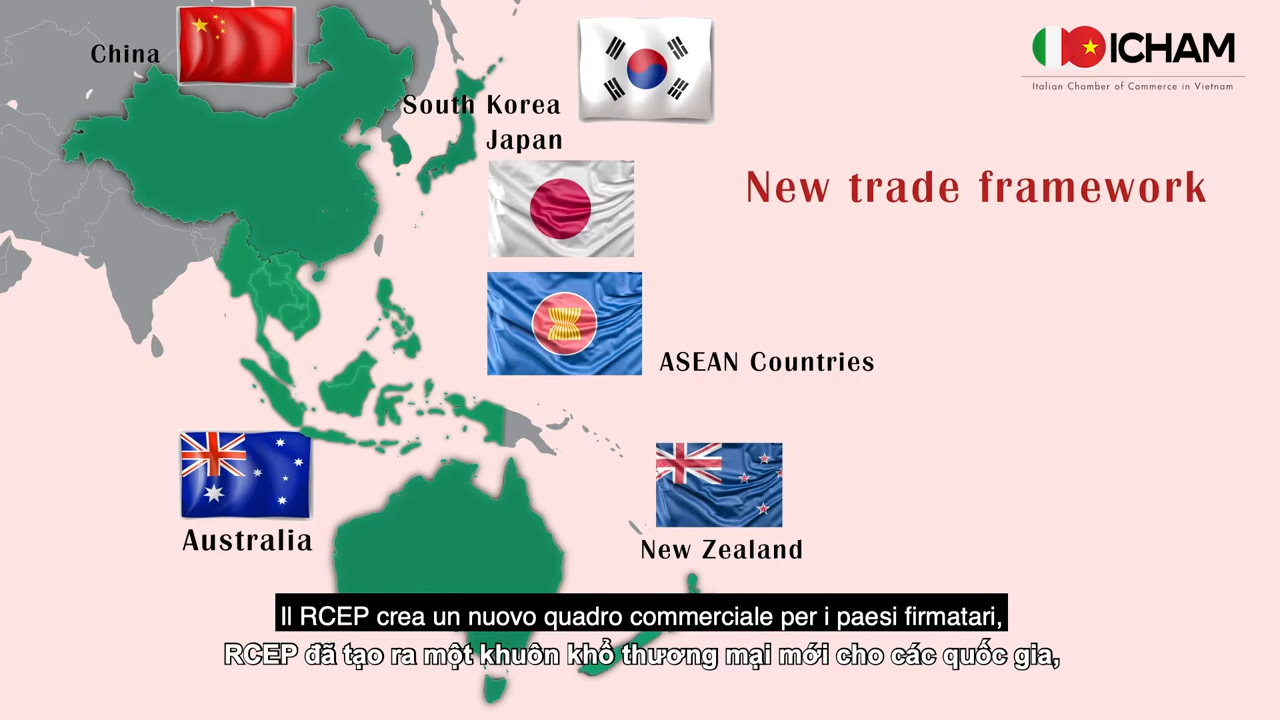 China
South Korea
Japan
ICHAM
Italian Chamber of Commerce in Vietnam
New trade framework
ASEAN Countries
Australia
New Zealand
Il RCEP crea un nuovo quadro commerciale per i paesi firmatari,
RCEP đã tạo ra một khuôn khổ thương mại mới cho các quốc gia,